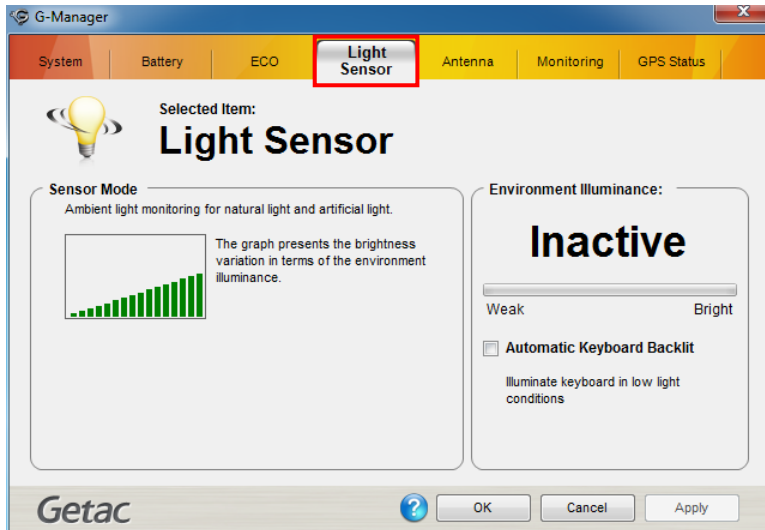 G-Manager
System
Battery
ECO
Light
Sensor
Antenna
Monitoring
GPS Status
Selected Item:
Light Sensor
Sensor Mode
Ambient light monitoring for natural light and artificial light.
The graph presents the brightness
variation in terms of the environment
illuminance.
Environment Illuminance:
Inactive
Weak
Bright
Automatic Keyboard Backlit
Illuminate keyboard in low light
conditions
Getac
?
OK
Cancel
Apply